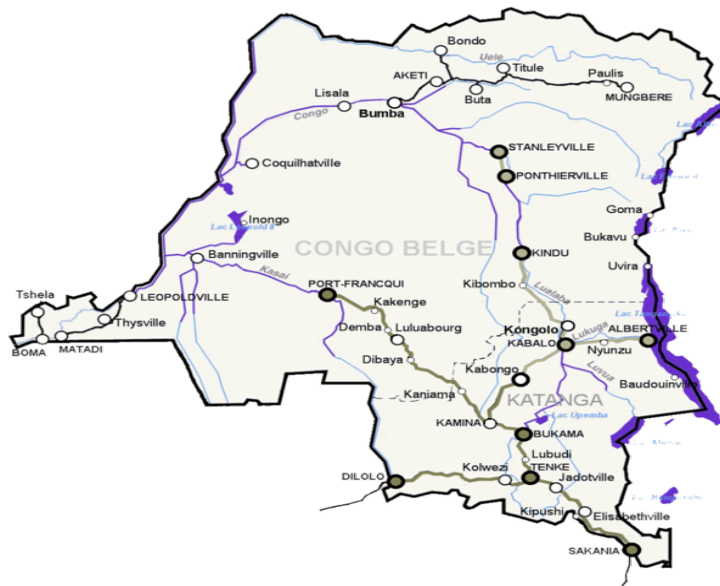 Bondo
Uele
Titule
AKETI
Paulis
Buta
MUNGBERE
Lisala
Bumba
Congo
STANLEYVILLE
Coquilhatville
PONTHIERVILLE
Goma
Inongo
Bukavu
CONGO BELGE
Banningville
KINDU
Uvira
Kasai
PORT-FRANCQUI
Kibombo
Lualaba
Tshela
LEOPOLDVILLE
Kakenge
Thysville
Demba
Luluabourg
Kongolo
Lukuga
ALBERTVILLE
BOMA
MATADI
KABALO
Nyunzu
Dibaya
Kabongo
Luvua
Baudouinville
Kaniama
KATANGA
KAMINA
Lac Upemba
BUKAMA
Lubudi
Kolwezi
TENKE
DILOLO
Jadotville
Kipushi
Elisabethville
SAKANIA